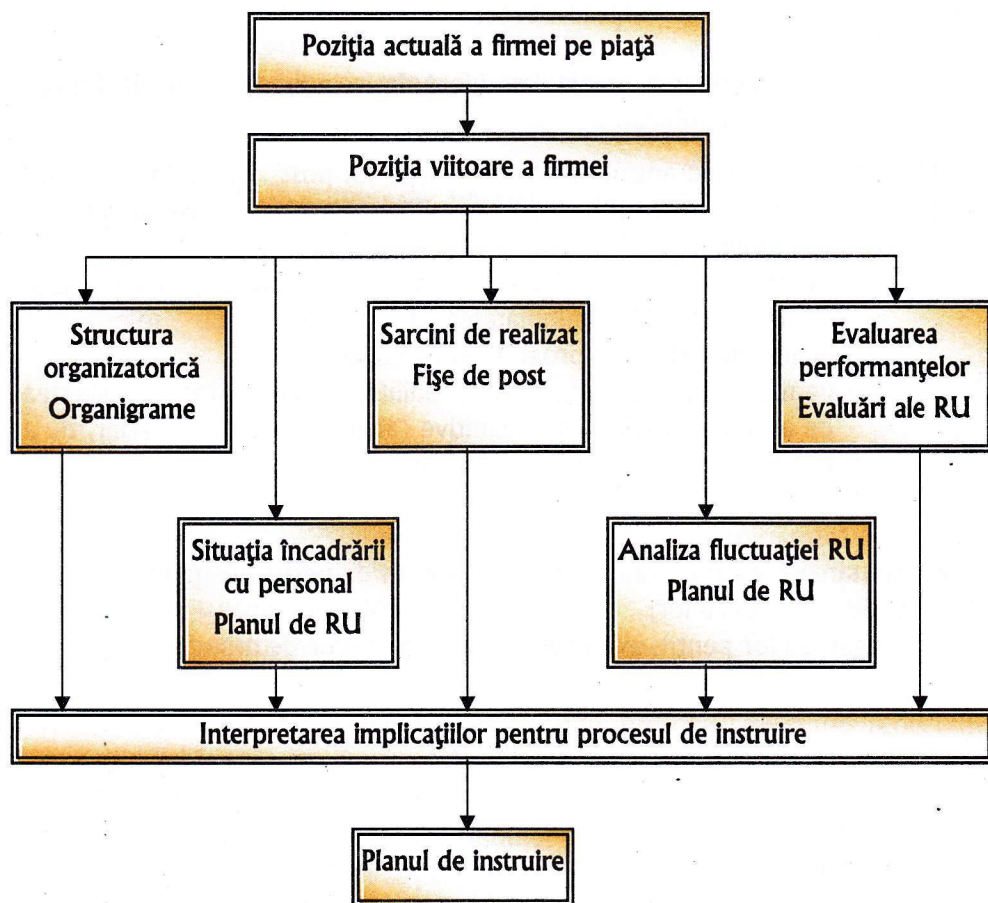 Poziţia actuală a firmei pe piaţă
Poziţia viitoare a firmei
Structura
organizatorică
Organigrame
Sarcini de realizat
Fişe de post
Evaluarea
performanţelor
Evaluări ale RU
Situaţia încadrării
cu personal
Planul de RU
Analiza fluctuaţiei RU
Planul de RU
Interpretarea implicaţiilor pentru procesul de instruire
Planul de instruire